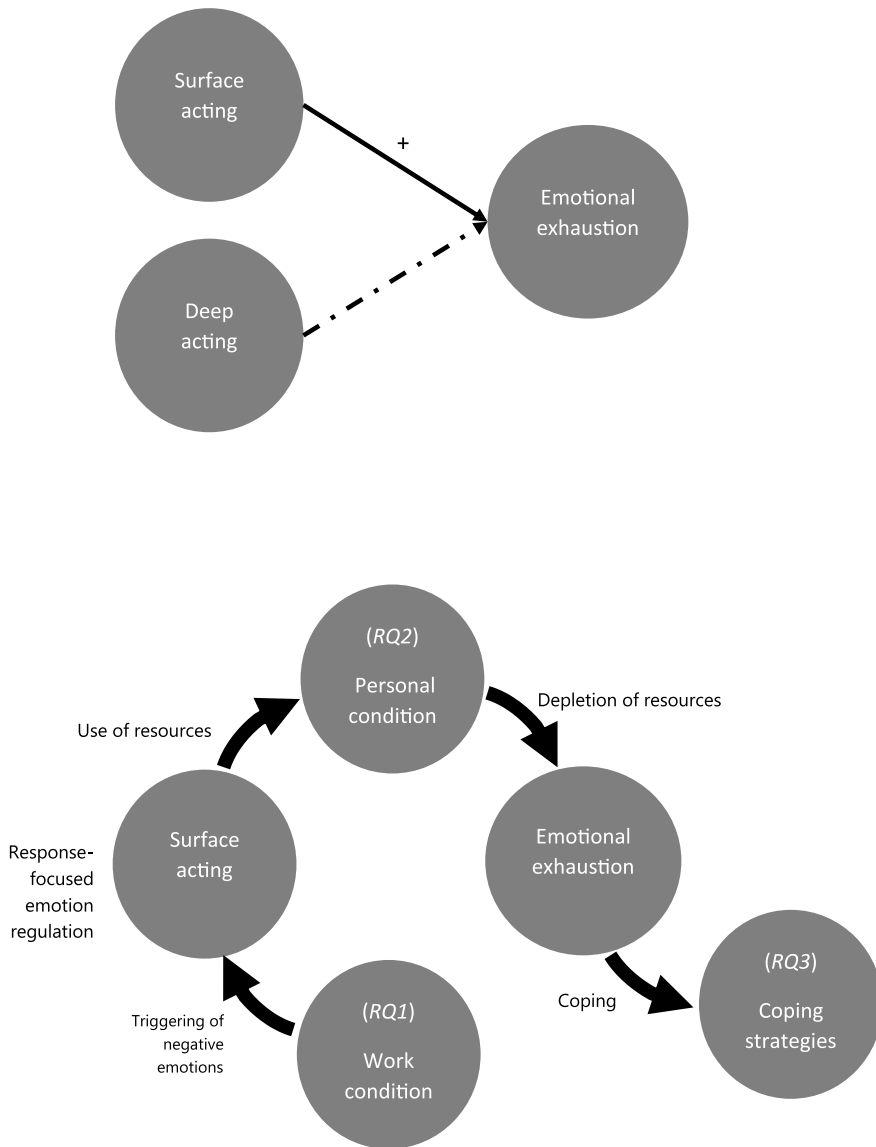 Surface
acting
+
Emotional
exhaustion
Deep
acting
(RQ2)
Personal
condition
Use of resources
Depletion of resources
Surface
acting
Response-
focused
emotion
regulation
Emotional
exhaustion
Triggering of
negative
emotions
(RQ1)
Work
condition
Coping
(RQ3)
Coping
strategies